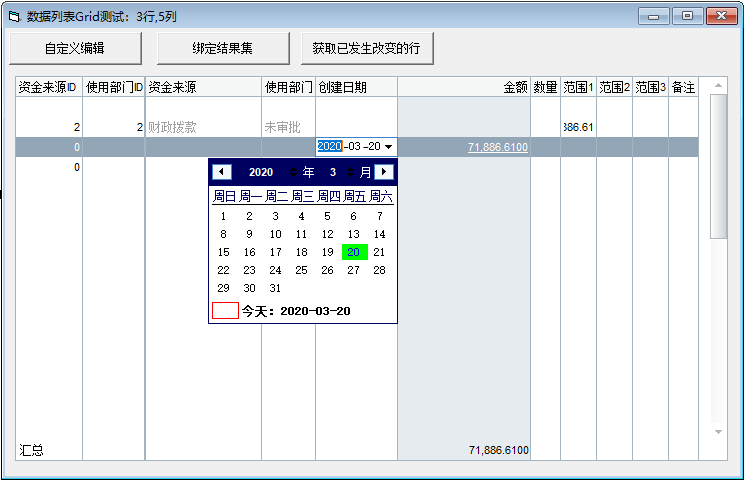 数据列表Grid测试：3行,5列
自定义编辑 绑定结果集 获取已发生改变的行
资金来源ID 使用部门ID 资金来源 使用部门 创建日期 金额 数量 范围1 范围2 范围3 备注
2 2 财政拨款 未审批 386.61
0 2020-03-20 71,886.6100
0
2020 年 3 月
周日 周一 周二 周三 周四 周五 周六
1 2 3 4 5 6 7
8 9 10 11 12 13 14
15 16 17 18 19 20 21
22 23 24 25 26 27 28
29 30 31
今天：2020-03-20
汇总 71,886.6100